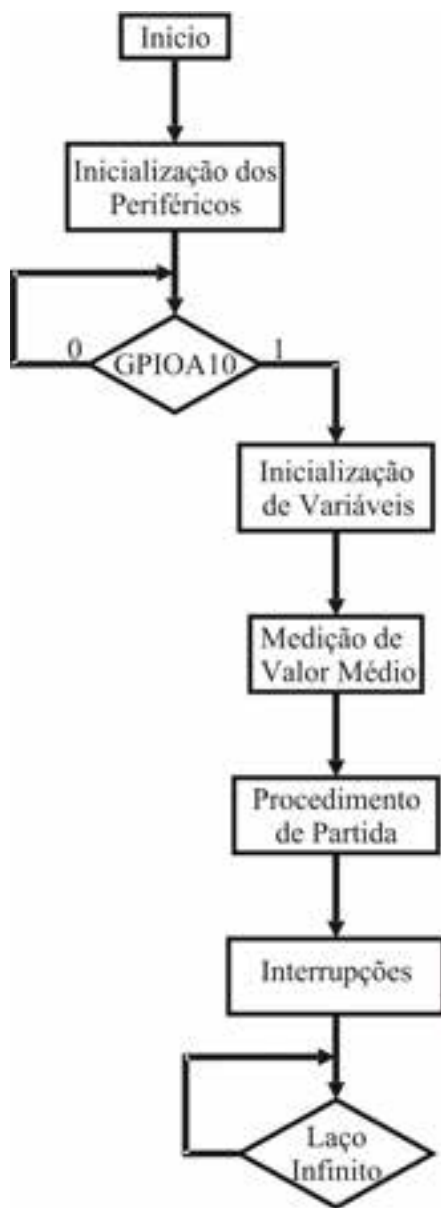 Inicio
Inicialização dos
Periféricos
0
GPIOA10
1
Inicialização
de Variáveis
Medição de
Valor Médio
Procedimento
de Partida
Interrupções
Laço
Infinito